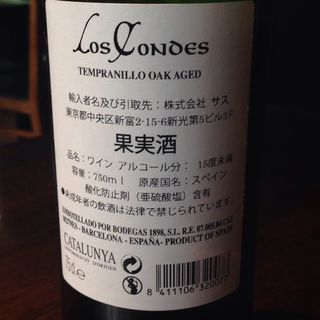 Los Condes
TEMPRANILLO OAK AGED
輸入者名及び引取先：株式会社 サス
東京都中央区新富2-15-6新光第5ビル3F
果実酒
品名：ワイン アルコール分： 15度未満
容量：750ml 原産国名：スペイン
酸化防止剤（亜硫酸塩）含有
●未成年者の飲酒は法律で禁じられています。
EMBOTELLADO POR BODEGAS 1898, S.L. R.E. 07.005.04 CAT
- BARCELONA - ESPAÑA- PRODUCT OF SPAIN
CATALUNYA
DENOMINACIÓ D'ORIGEN
75cl. e
8 411106 32007